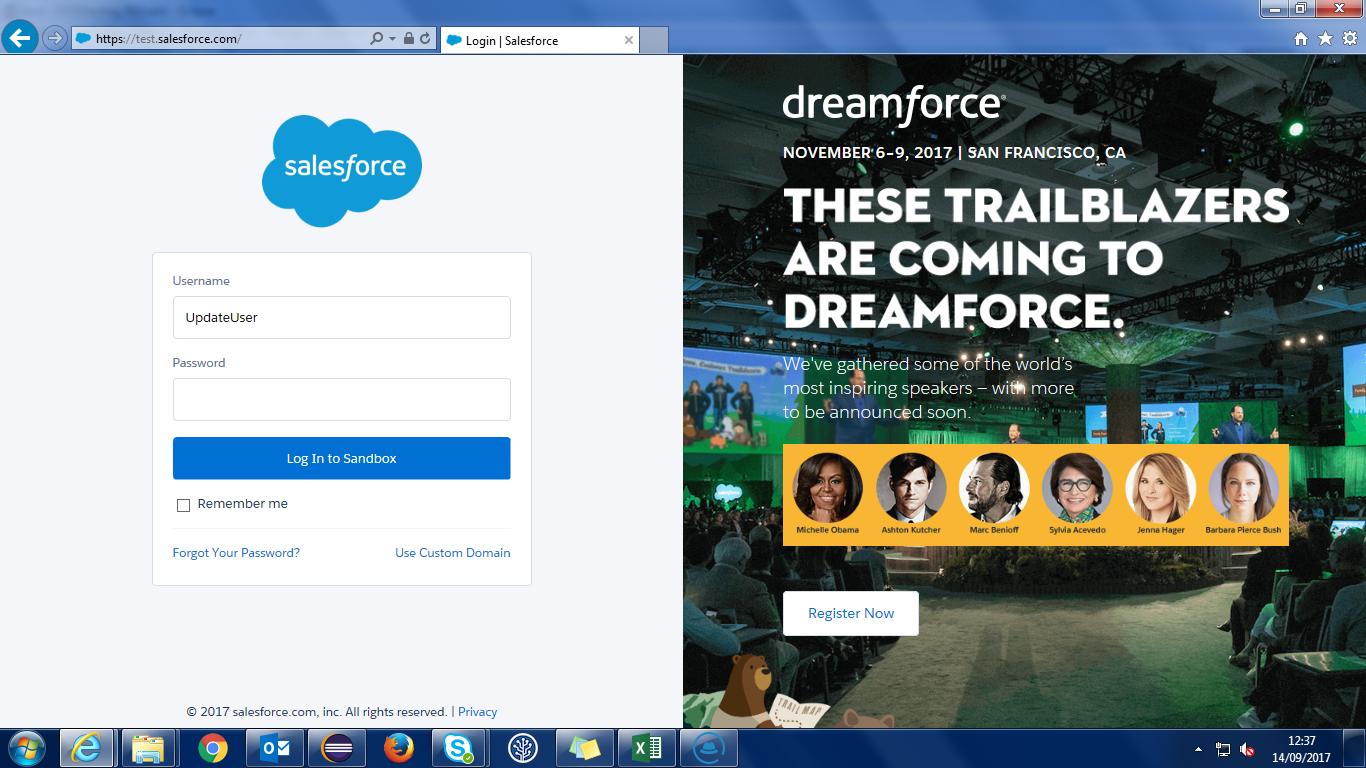 https://test.salesforce.com/
Login | Salesforce
salesforce
Username
UpdateUser
Password
Log In to Sandbox
Remember me
Forgot Your Password?
Use Custom Domain
© 2017 salesforce.com, inc. All rights reserved. | Privacy
dreamforce
NOVEMBER 6–9, 2017 | SAN FRANCISCO, CA
THESE TRAILBLAZERS
ARE COMING TO
DREAMFORCE.
We've gathered some of the world's
most inspiring speakers — with more
to be announced soon.
Michelle Obama
Ashton Kutcher
Marc Benioff
Sylvia Acevedo
Jenna Hager
Barbara Pierce Bush
Register Now
TRAIL MAP
12:37
14/09/2017